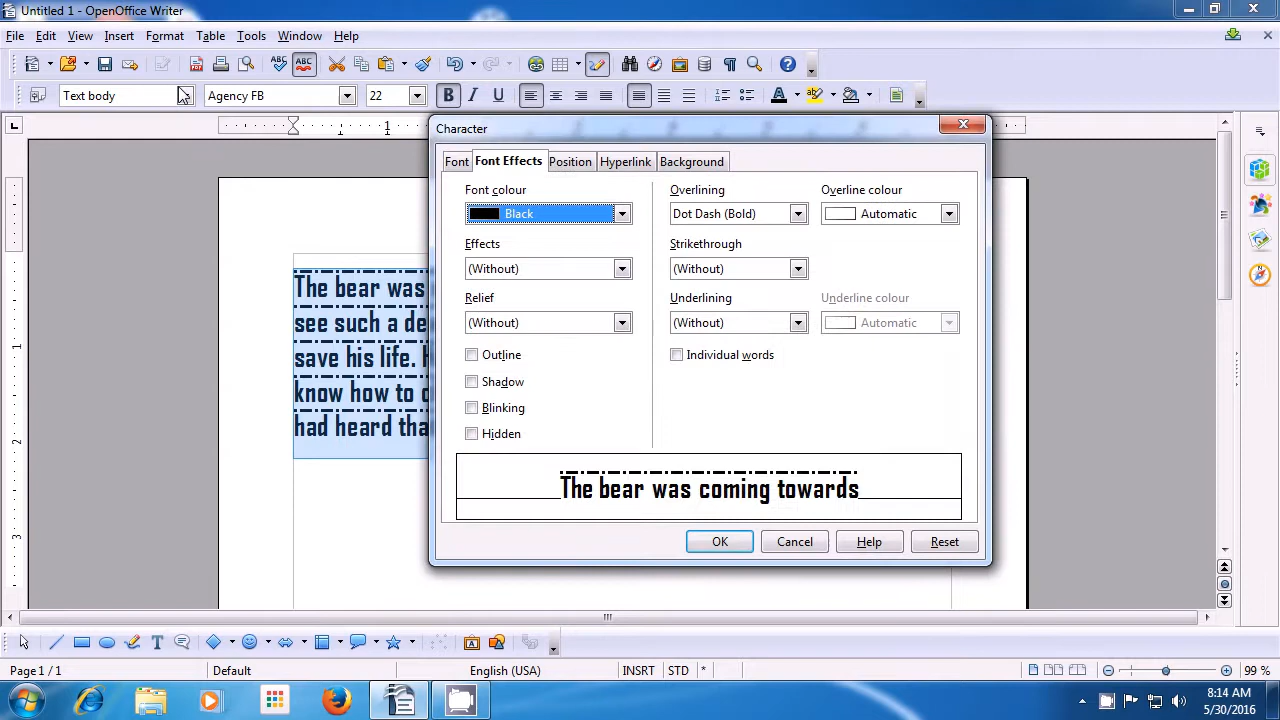 Untitled 1 - OpenOffice Writer
File Edit View Insert Format Table Tools Window Help
Text body Agency FB 22
1
Character
Font Font Effects Position Hyperlink Background
Font colour Overlining Overline colour
Black Dot Dash (Bold) Automatic
Effects Strikethrough
(Without) (Without)
Relief Underlining Underline colour
(Without) (Without) Automatic
Outline Individual words
Shadow
Blinking
Hidden
The bear was coming towards
OK Cancel Help Reset
The bear was
see such a de
save his life. H
know how to
had heard tha
1
2
3
Page 1 / 1 Default English (USA) INSRT STD * 99 %
8:14 AM
5/30/2016